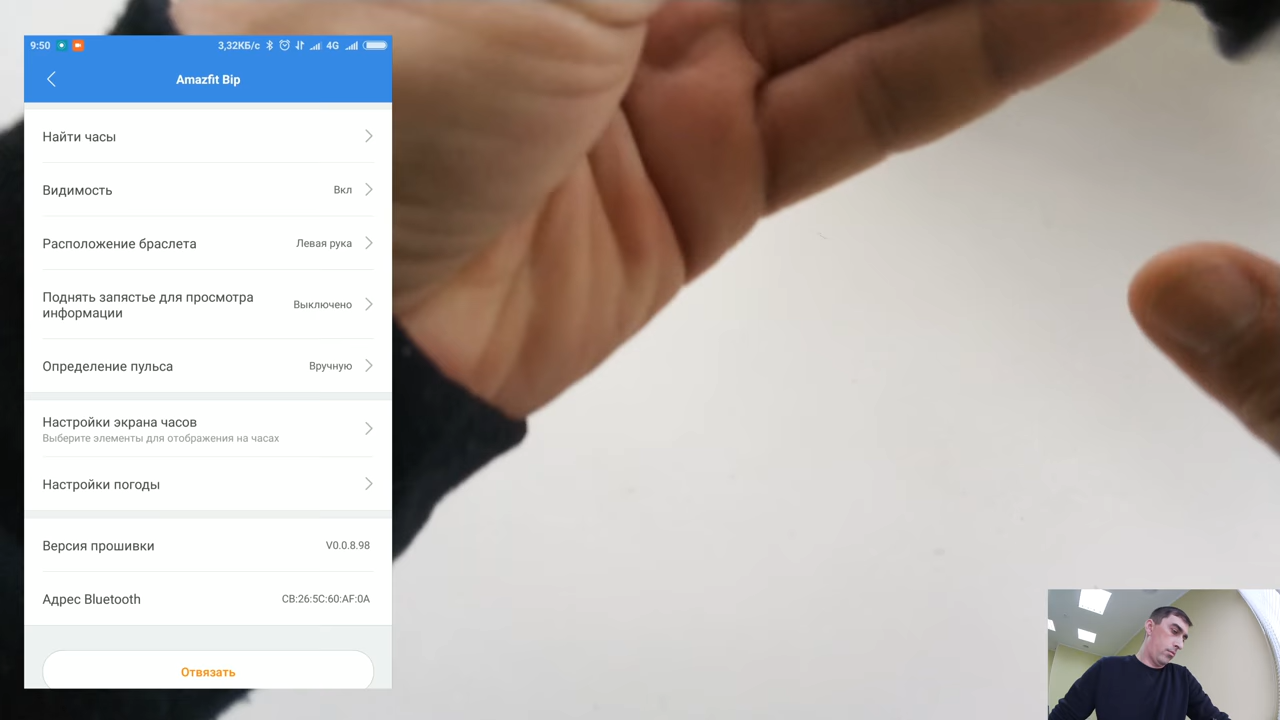 9:50 3,32КБ/с 4G
Amazfit Bip
Найти часы
Видимость Вкл
Расположение браслета Левая рука
Поднять запястье для просмотра
информации Выключено
Определение пульса Вручную
Настройки экрана часов
Выберите элементы для отображения на часах
Настройки погоды
Версия прошивки V0.0.8.98
Адрес Bluetooth CB:26:5C:60:AF:0A
Отвязать